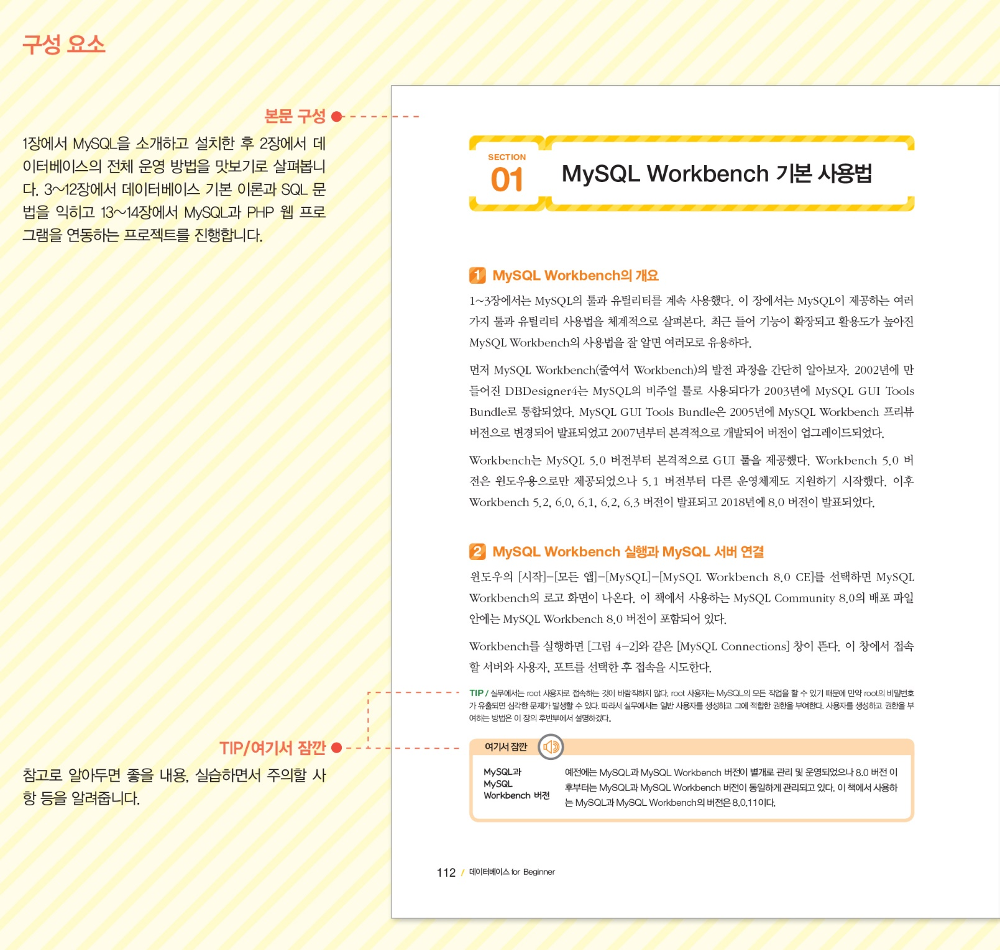 구성 요소
본문 구성
1장에서 MySQL을 소개하고 설치한 후 2장에서 데
이터베이스의 전체 운영 방법을 맛보기로 살펴봅니
다. 3~12장에서 데이터베이스 기본 이론과 SQL 문
법을 익히고 13~14장에서 MySQL과 PHP 웹 프로
그램을 연동하는 프로젝트를 진행합니다.
SECTION
01
MySQL Workbench 기본 사용법
1 MySQL Workbench의 개요
1~3장에서는 MySQL의 툴과 유틸리티를 계속 사용했다. 이 장에서는 MySQL이 제공하는 여러
가지 툴과 유틸리티 사용법을 체계적으로 살펴본다. 최근 들어 기능이 확장되고 활용도가 높아진
MySQL Workbench의 사용법을 잘 알면 여러모로 유용하다.
먼저 MySQL Workbench(줄여서 Workbench)의 발전 과정을 간단히 알아보자. 2002년에 만
들어진 DBDesigner4는 MySQL의 비주얼 툴로 사용되다가 2003년에 MySQL GUI Tools
Bundle로 통합되었다. MySQL GUI Tools Bundle은 2005년에 MySQL Workbench 프리뷰
버전으로 변경되어 발표되었고 2007년부터 본격적으로 개발되어 버전이 업그레이드되었다.
Workbench는 MySQL 5.0 버전부터 본격적으로 GUI 툴을 제공했다. Workbench 5.0 버
전은 윈도우용으로만 제공되었으나 5.1 버전부터 다른 운영체제도 지원하기 시작했다. 이후
Workbench 5.2, 6.0, 6.1, 6.2, 6.3 버전이 발표되고 2018년에 8.0 버전이 발표되었다.
2 MySQL Workbench 실행과 MySQL 서버 연결
윈도우의 [시작]-[모든 앱]-[MySQL]-[MySQL Workbench 8.0 CE]를 선택하면 MySQL
Workbench의 로고 화면이 나온다. 이 책에서 사용하는 MySQL Community 8.0의 배포 파일
안에는 MySQL Workbench 8.0 버전이 포함되어 있다.
Workbench를 실행하면 [그림 4-2]와 같은 [MySQL Connections] 창이 뜬다. 이 창에서 접속
할 서버와 사용자, 포트를 선택한 후 접속을 시도한다.
TIP / 실무에서는 root 사용자로 접속하는 것이 바람직하지 않다. root 사용자는 MySQL의 모든 작업을 할 수 있기 때문에 만약 root의 비밀번호
가 유출되면 심각한 문제가 발생할 수 있다. 따라서 실무에서는 일반 사용자를 생성하고 그에 적합한 권한을 부여한다. 사용자를 생성하고 권한을 부
여하는 방법은 이 장의 후반부에서 설명하겠다.
TIP/여기서 잠깐
참고로 알아두면 좋을 내용, 실습하면서 주의할 사
항 등을 알려줍니다.
여기서 잠깐
MySQL과
MySQL
Workbench 버전
예전에는 MySQL과 MySQL Workbench 버전이 별개로 관리 및 운영되었으나 8.0 버전 이
후부터는 MySQL과 MySQL Workbench 버전이 동일하게 관리되고 있다. 이 책에서 사용하
는 MySQL과 MySQL Workbench의 버전은 8.0.11이다.
112 / 데이터베이스 for Beginner